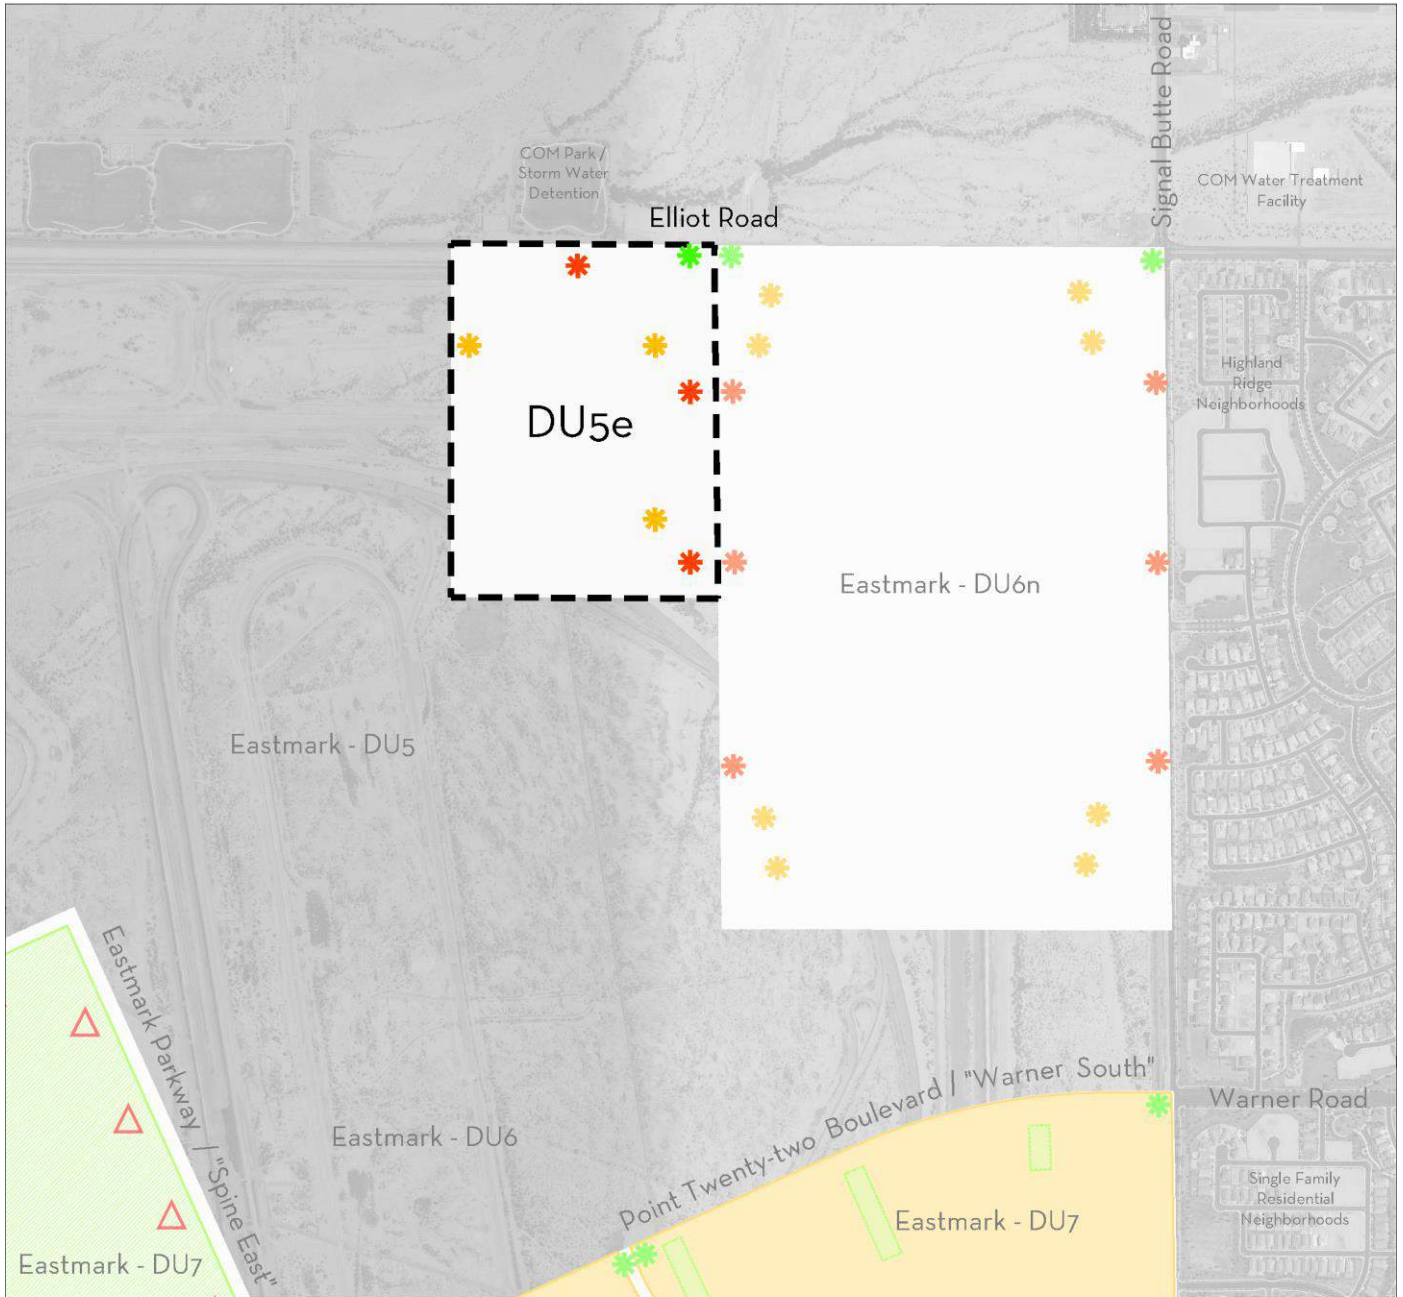 Signal Butte Road
COM Park /
Storm Water
Detention
COM Water Treatment
Facility
Elliot Road
Highland
Ridge
Neighborhoods
DU5e
Eastmark - DU6n
Eastmark - DU5
Eastmark Parkway / "Spine East"
Point Twenty-two Boulevard / "Warner South"
Warner Road
Eastmark - DU6
Single Family
Residential
Neighborhoods
Eastmark - DU7
Eastmark - DU7